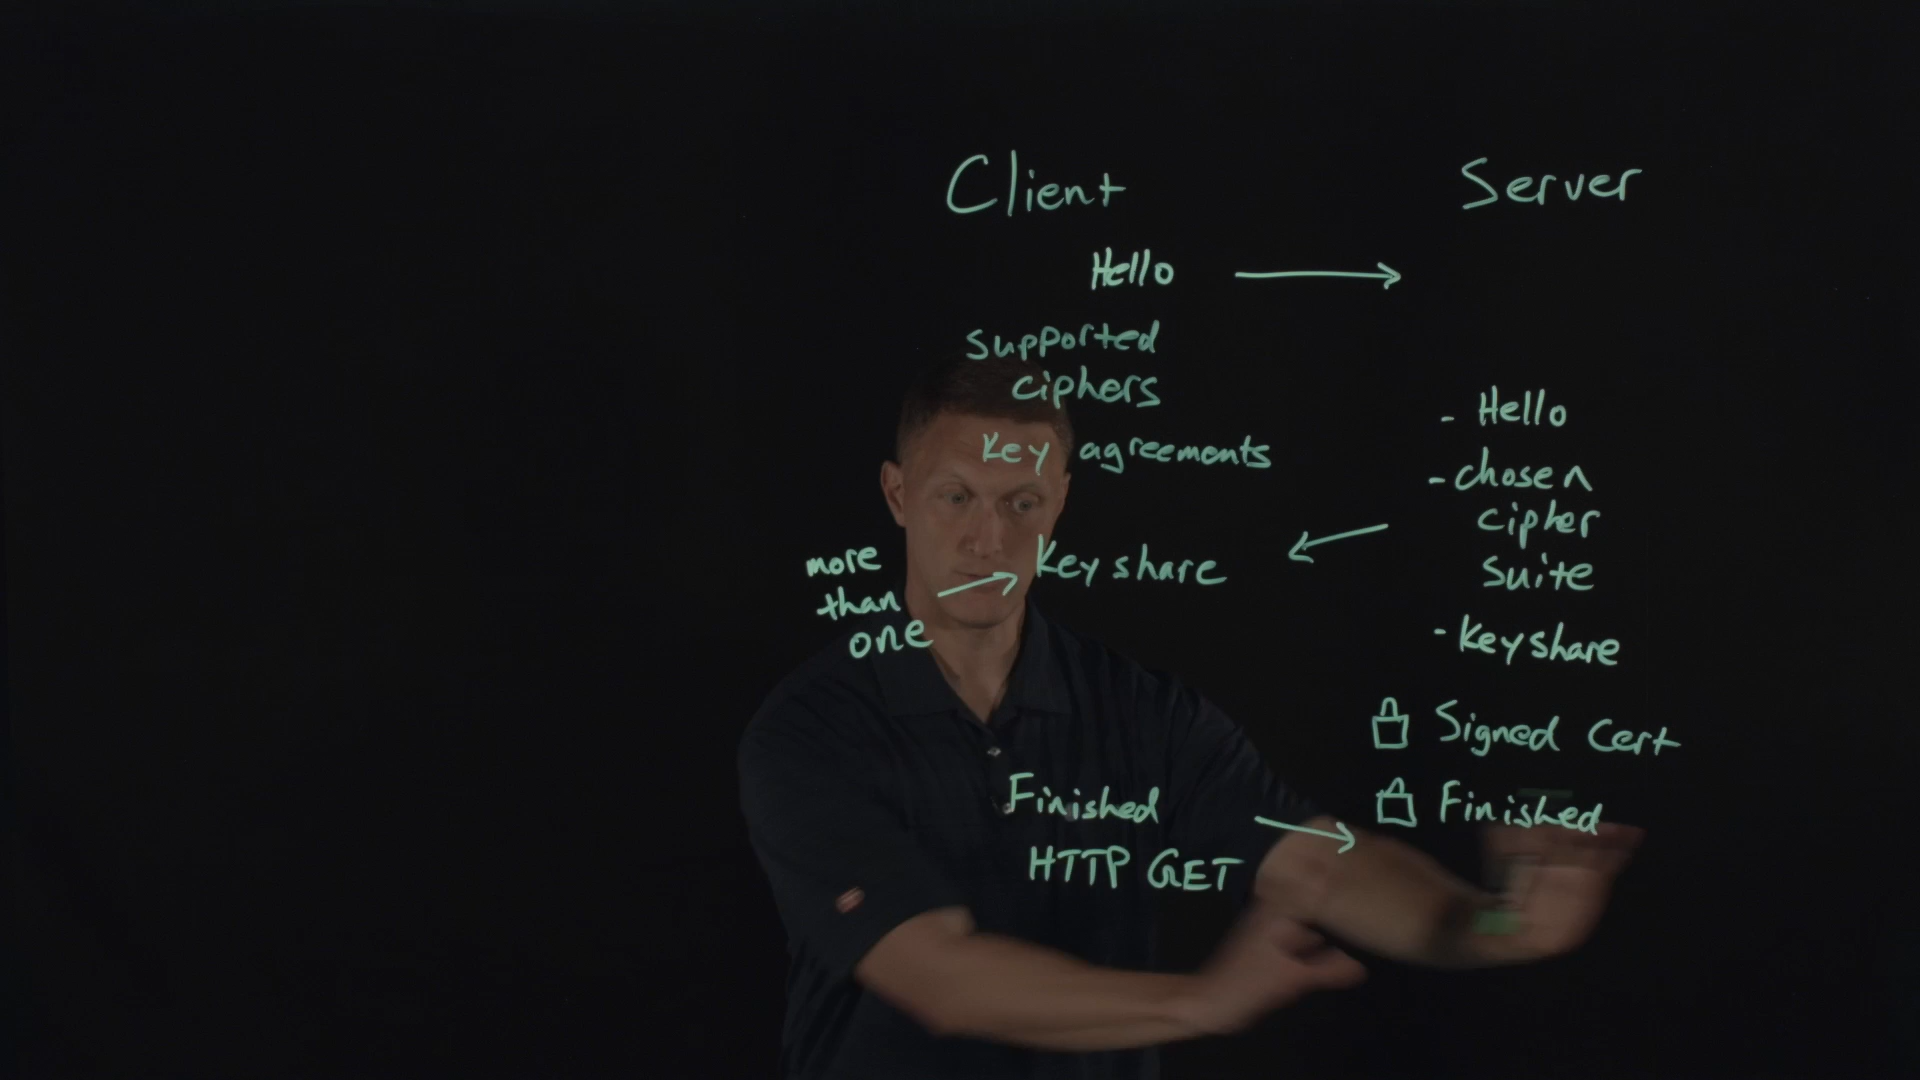 Client
Server
Hello
Supported
ciphers
Key agreements
Key share
more
than
one
- Hello
- chosen
cipher
suite
- Key share
Signed Cert
Finished
Finished
HTTP GET